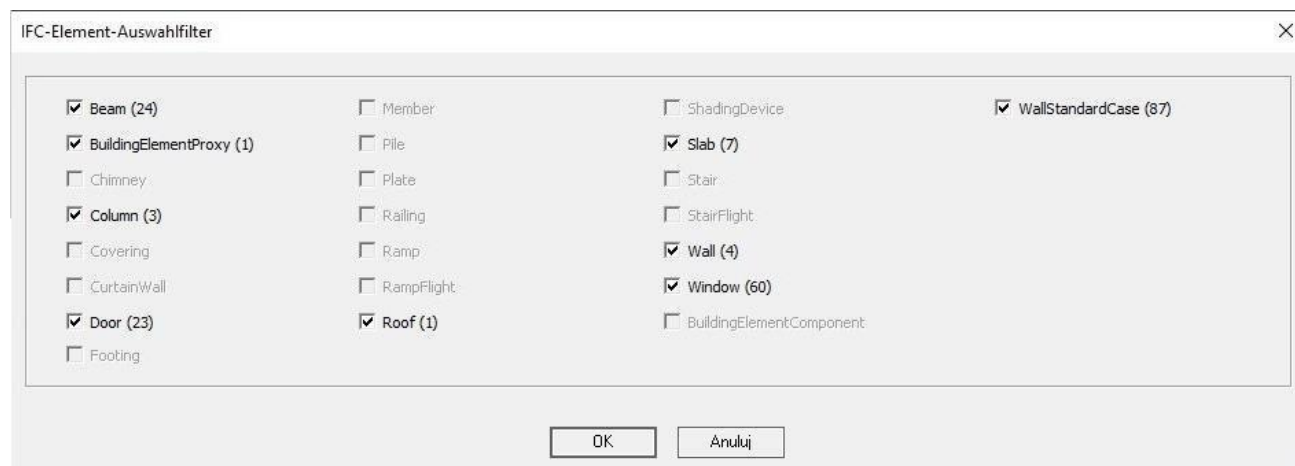 IFC-Element-Auswahlfilter
Beam (24)
BuildingElementProxy (1)
Chimney
Column (3)
Covering
CurtainWall
Door (23)
Footing
Member
Pile
Plate
Railing
Ramp
RampFlight
Roof (1)
ShadingDevice
Slab (7)
Stair
StairFlight
Wall (4)
Window (60)
BuildingElementComponent
WallStandardCase (87)
OK
Anuluj